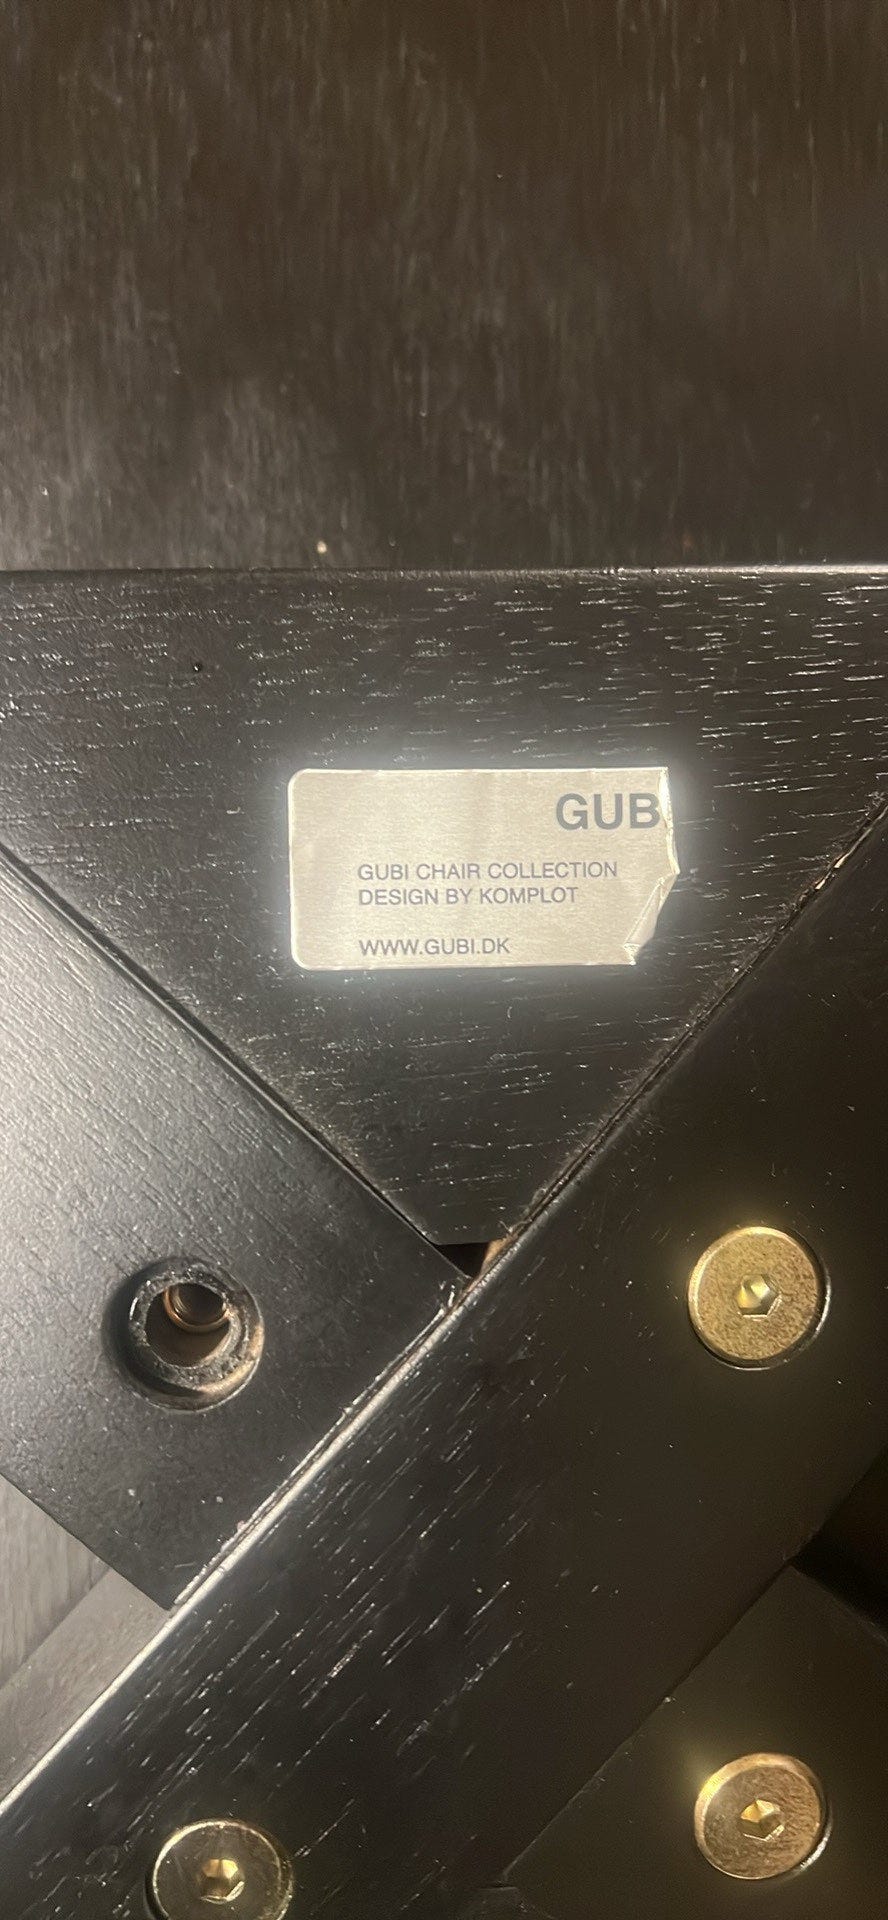 GUB
GUBI CHAIR COLLECTION
DESIGN BY KOMPLOT
WWW.GUBI.DK